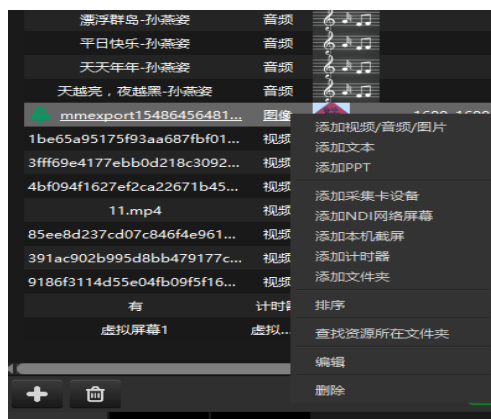 漂浮群岛-孙燕姿 音频
平日快乐-孙燕姿 音频
天天年年-孙燕姿 音频
天越亮，夜越黑-孙燕姿 音频
mmexport15486456481... 图像
1be65a95175f93aa687fbf01... 视频
3fff69e4177ebb0d218c3092... 视频
4bf094f1627ef2ca22671b45... 视频
11.mp4 视频
85ee8d237cd07c846f4e961... 视频
391ac902b995d8bb479177c... 视频
9186f3114d55e04fb09f5f16... 视频
有 计时器
虚拟屏幕1 虚拟...
添加视频/音频/图片
添加文本
添加PPT
添加采集卡设备
添加NDI网络屏幕
添加本机截屏
添加计时器
添加文件夹
排序
查找资源所在文件夹
编辑
删除